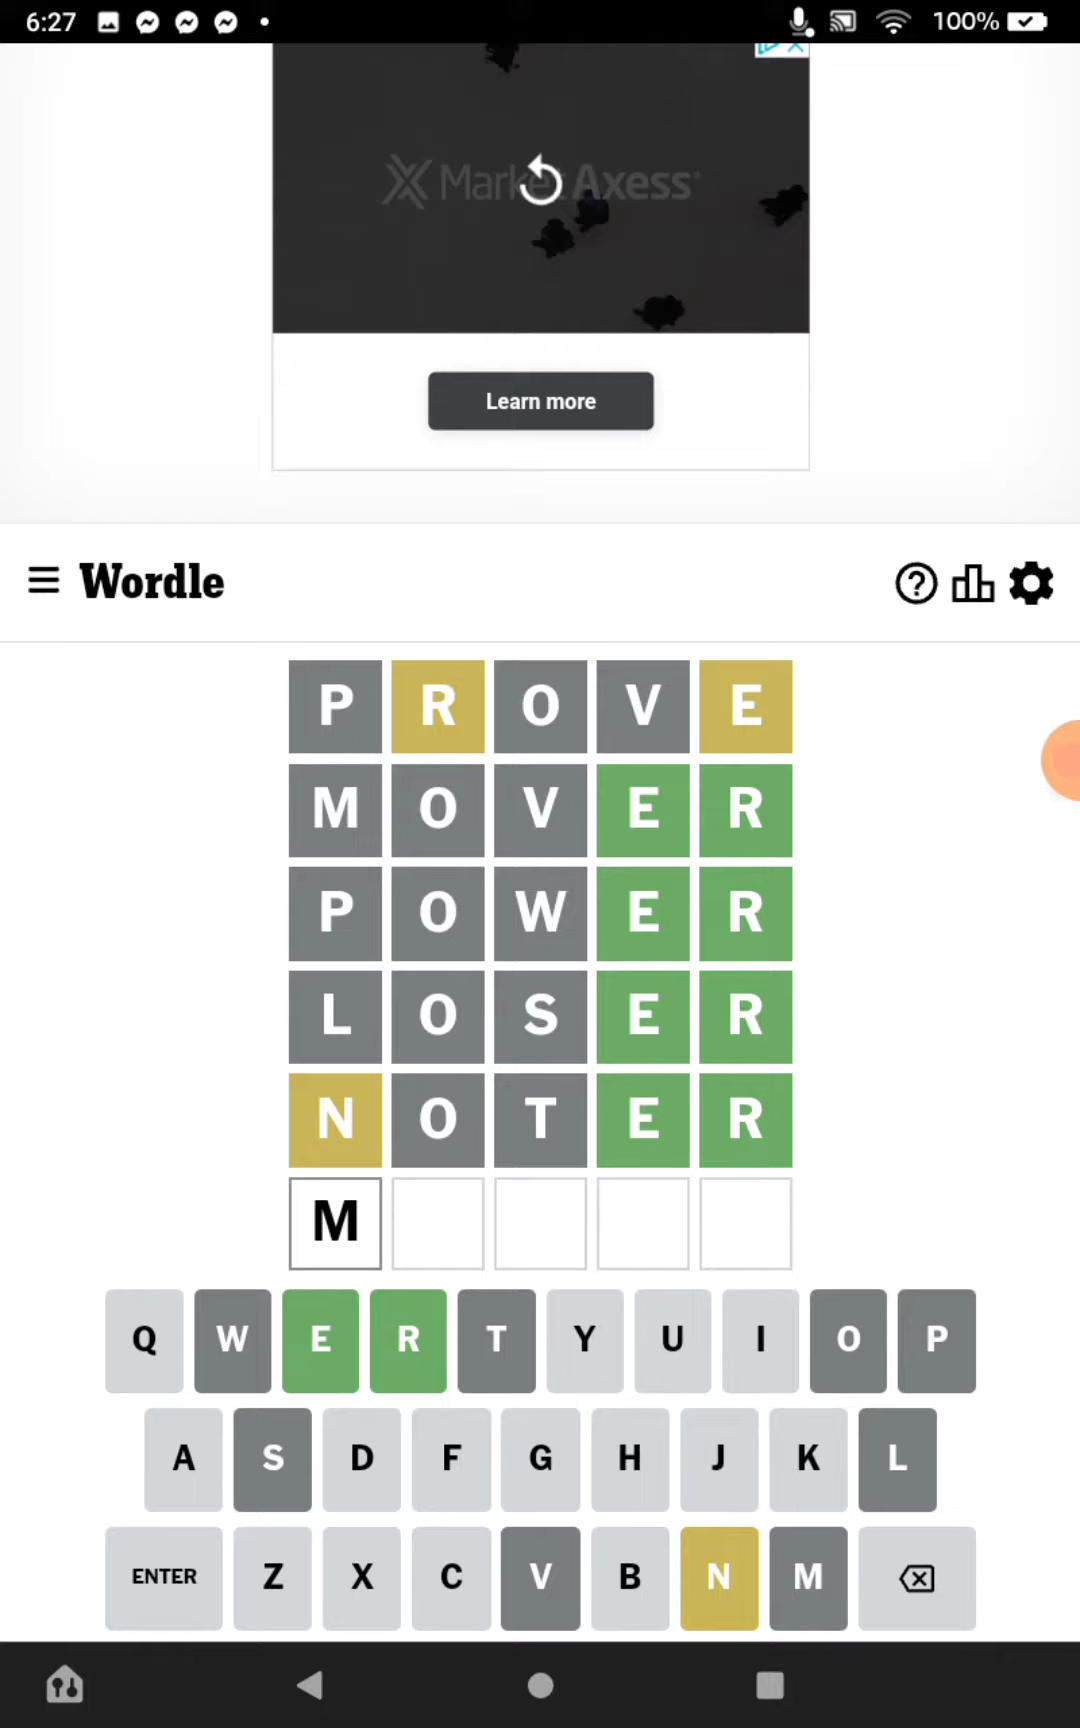 6:27 100%
MarketAxess
Learn more
Wordle
P R O V E
M O V E R
P O W E R
L O S E R
N O T E R
M
Q W E R T Y U I O P
A S D F G H J K L
ENTER Z X C V B N M